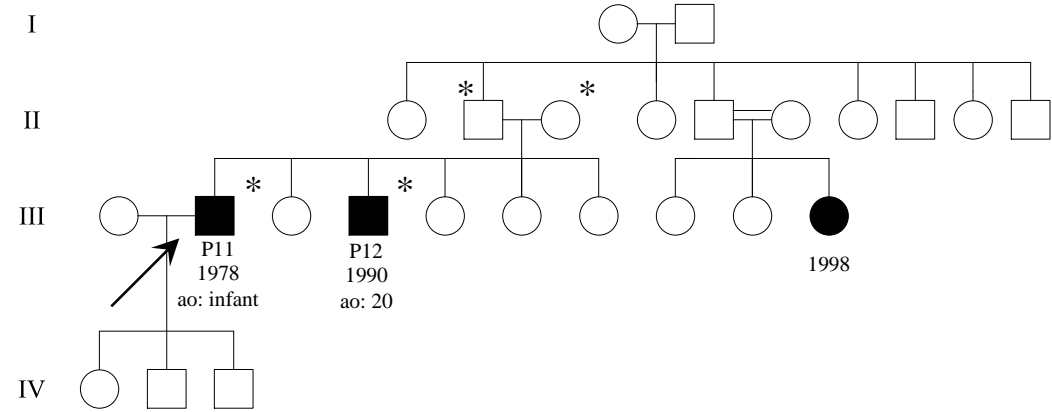 I
* *
II
* *
III
P11
1978
ao: infant
P12
1990
ao: 20
1998
IV